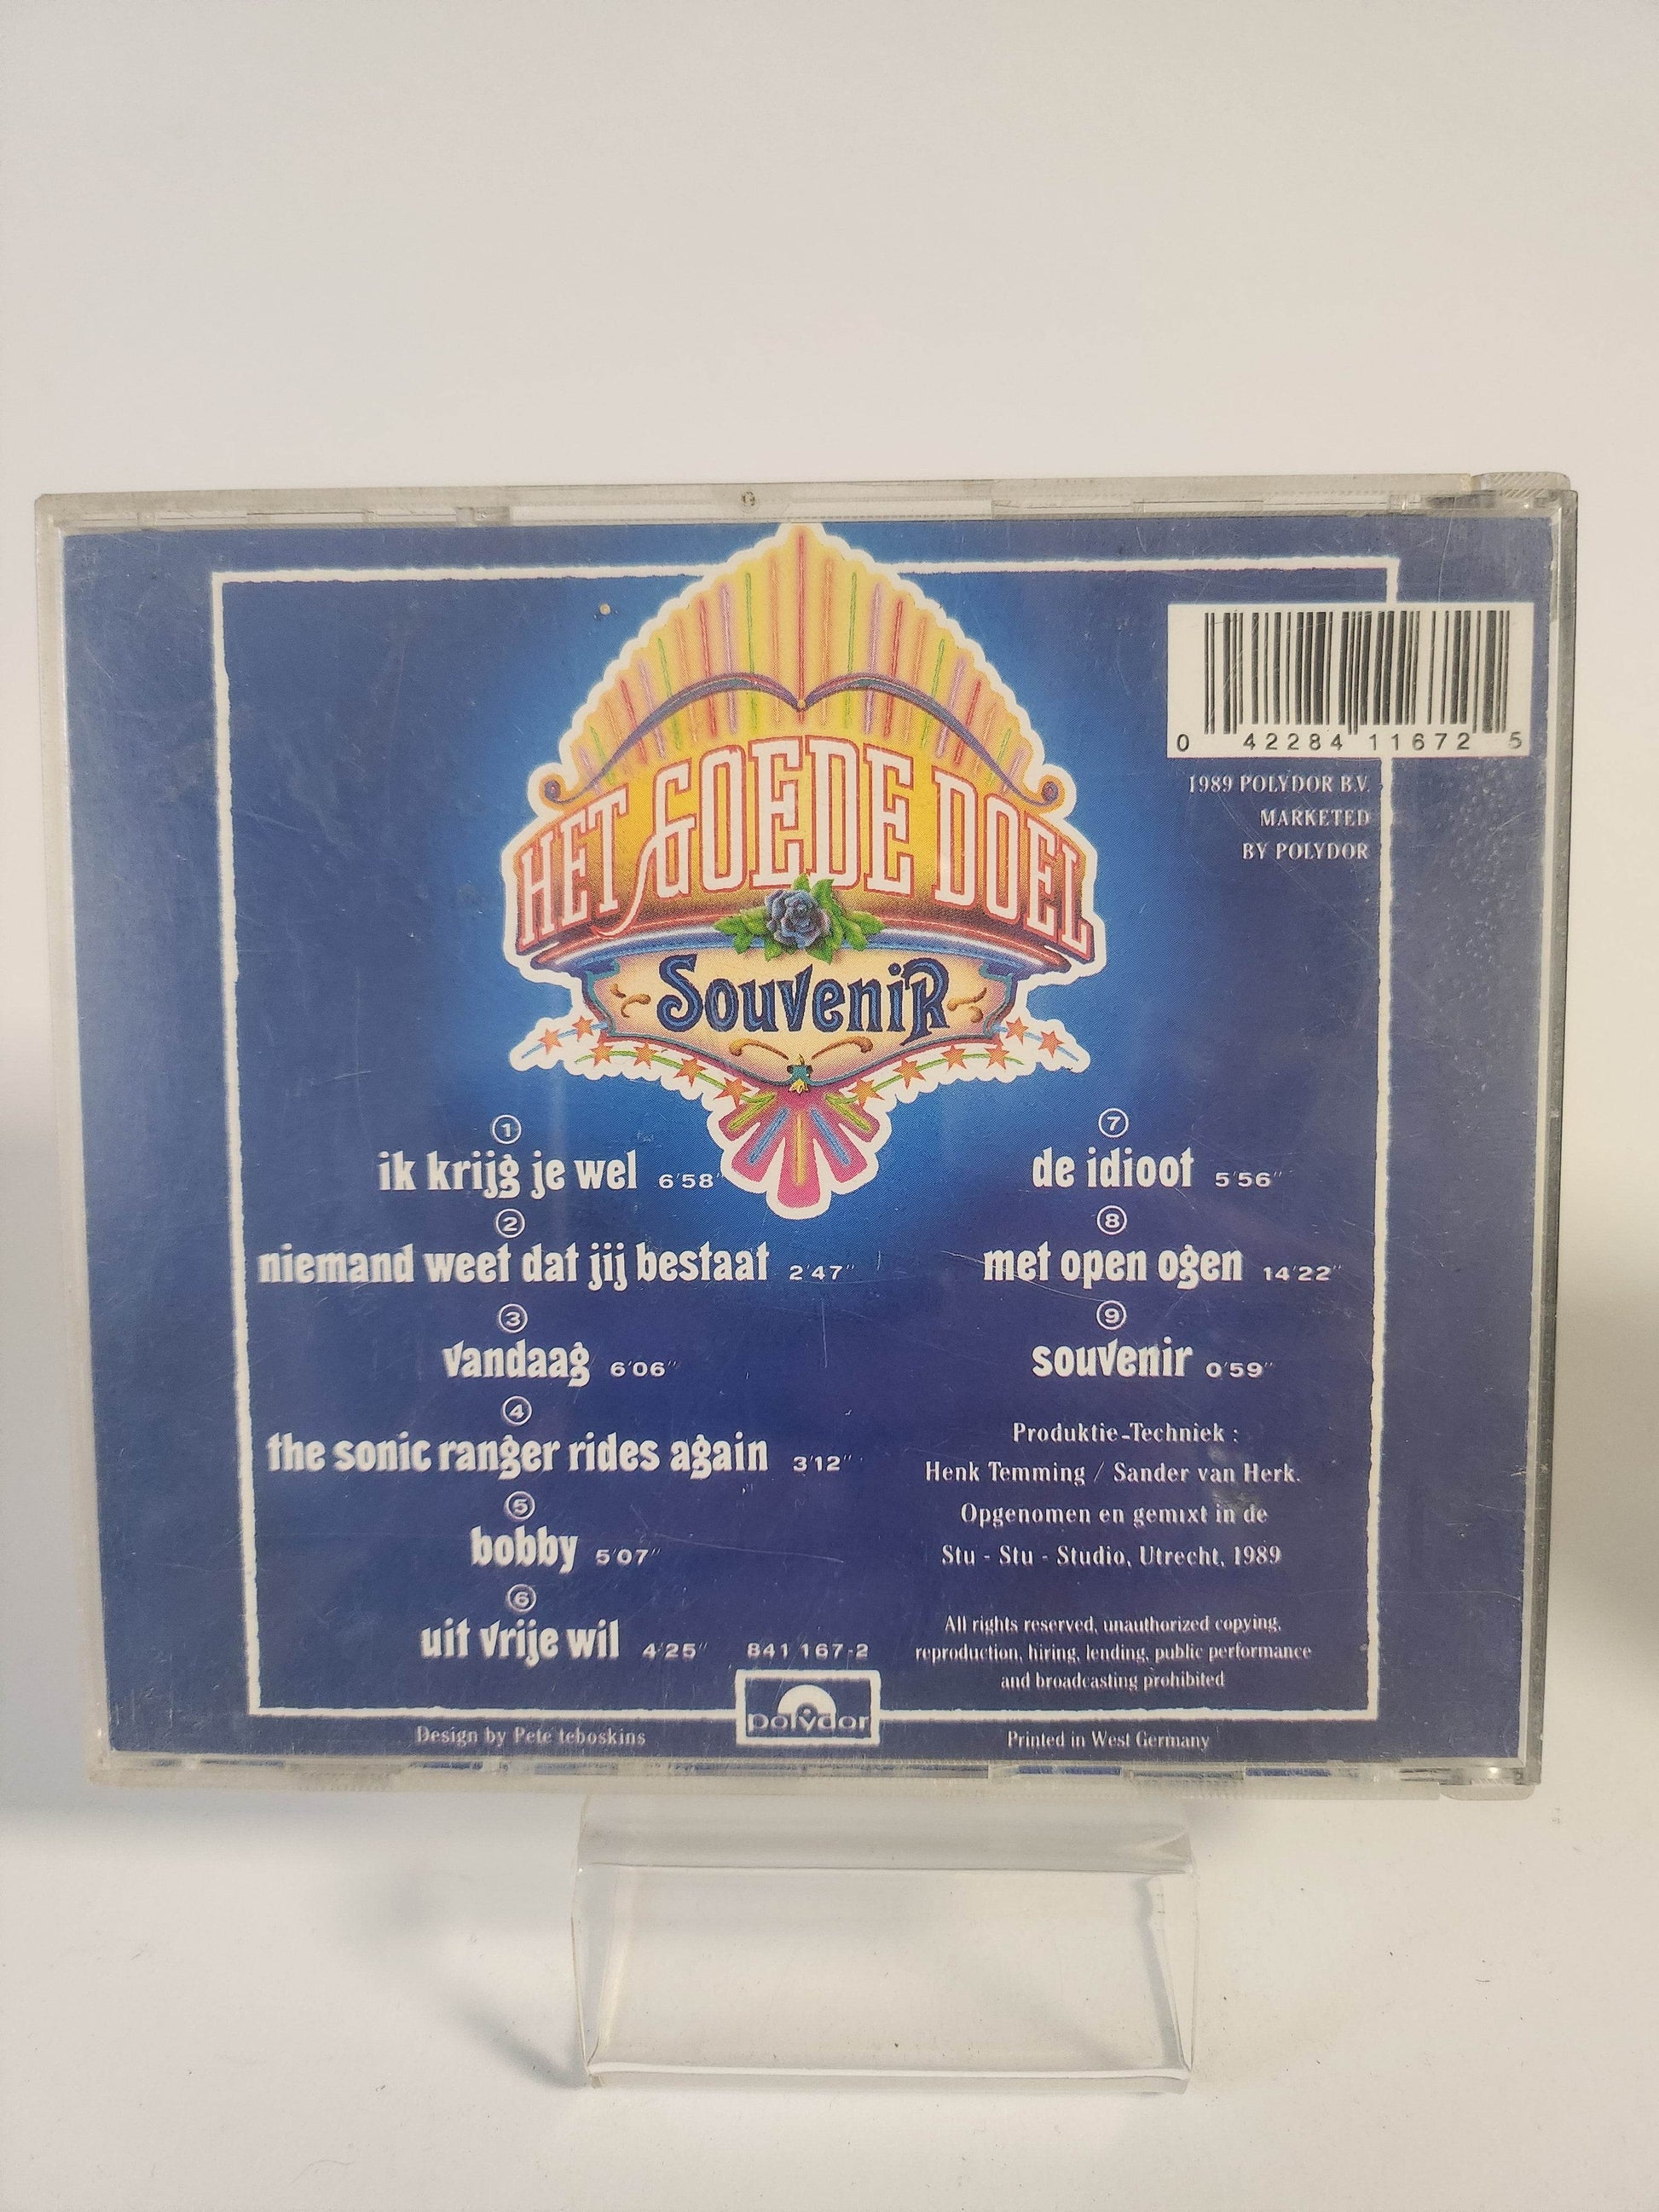 HET GOEDE DOEL
Souvenir
0 42284 11672 5
1989 POLYDOR B.V.
MARKETED
BY POLYDOR
1
ik krijg je wel 6'58"
2
niemand weet dat jij bestaat 2'47"
3
vandaag 6'06"
4
the sonic ranger rides again 3'12"
5
bobby 5'07"
6
uit vrije wil 4'25"
7
de idioot 5'56"
8
met open ogen 14'22"
9
souvenir 0'59"
Produktie-Techniek :
Henk Temming / Sander van Herk.
Opgenomen en gemixt in de
Stu - Stu - Studio, Utrecht, 1989
All rights reserved, unauthorized copying,
reproduction, hiring, lending, public performance
and broadcasting prohibited
841 167-2
polydor
Design by Pete teboskins
Printed in West Germany